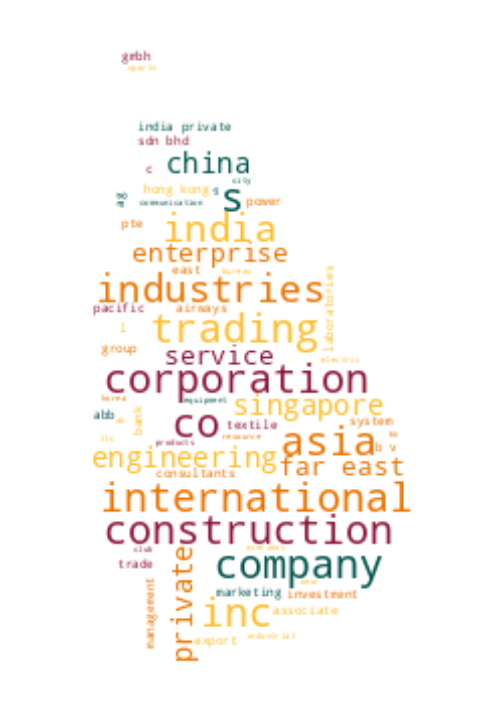 gmbh
sports
india private
sdn bhd
c china
city
hong kong g
ag communication s power
pte india
enterprise
east bureau
industries
pacific airways laboratories
l trading
group service
electric
corporation
korea equipment
abb bank co textile singapore system
llc products resource asia b v
engineering far east
consultants
international
construction
club overseas
trade private company
management marketing investment
inc associate
export industrial